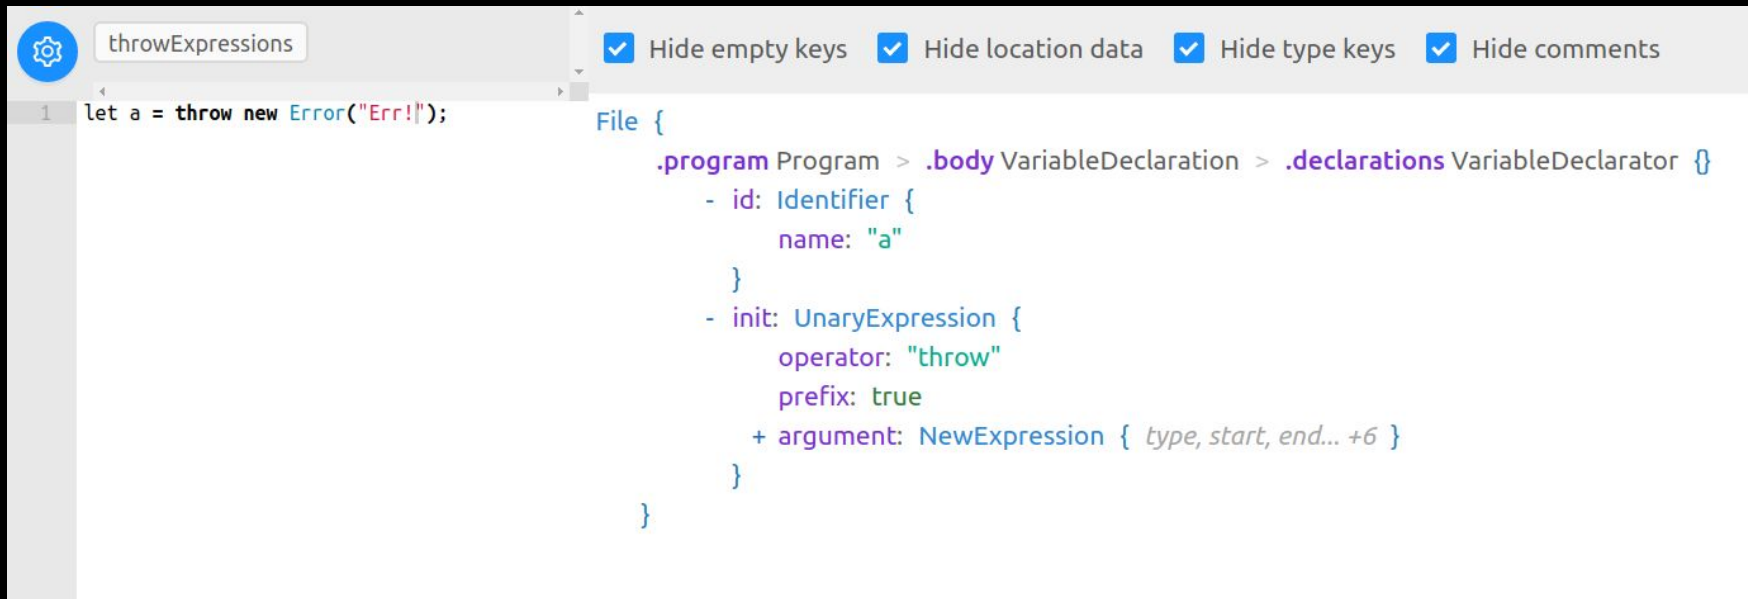 throwExpressions
Hide empty keys Hide location data Hide type keys Hide comments
1 let a = throw new Error("Err!");
File {
.program Program > .body VariableDeclaration > .declarations VariableDeclarator {}
- id: Identifier {
name: "a"
}
- init: UnaryExpression {
operator: "throw"
prefix: true
+ argument: NewExpression { type, start, end... +6 }
}
}